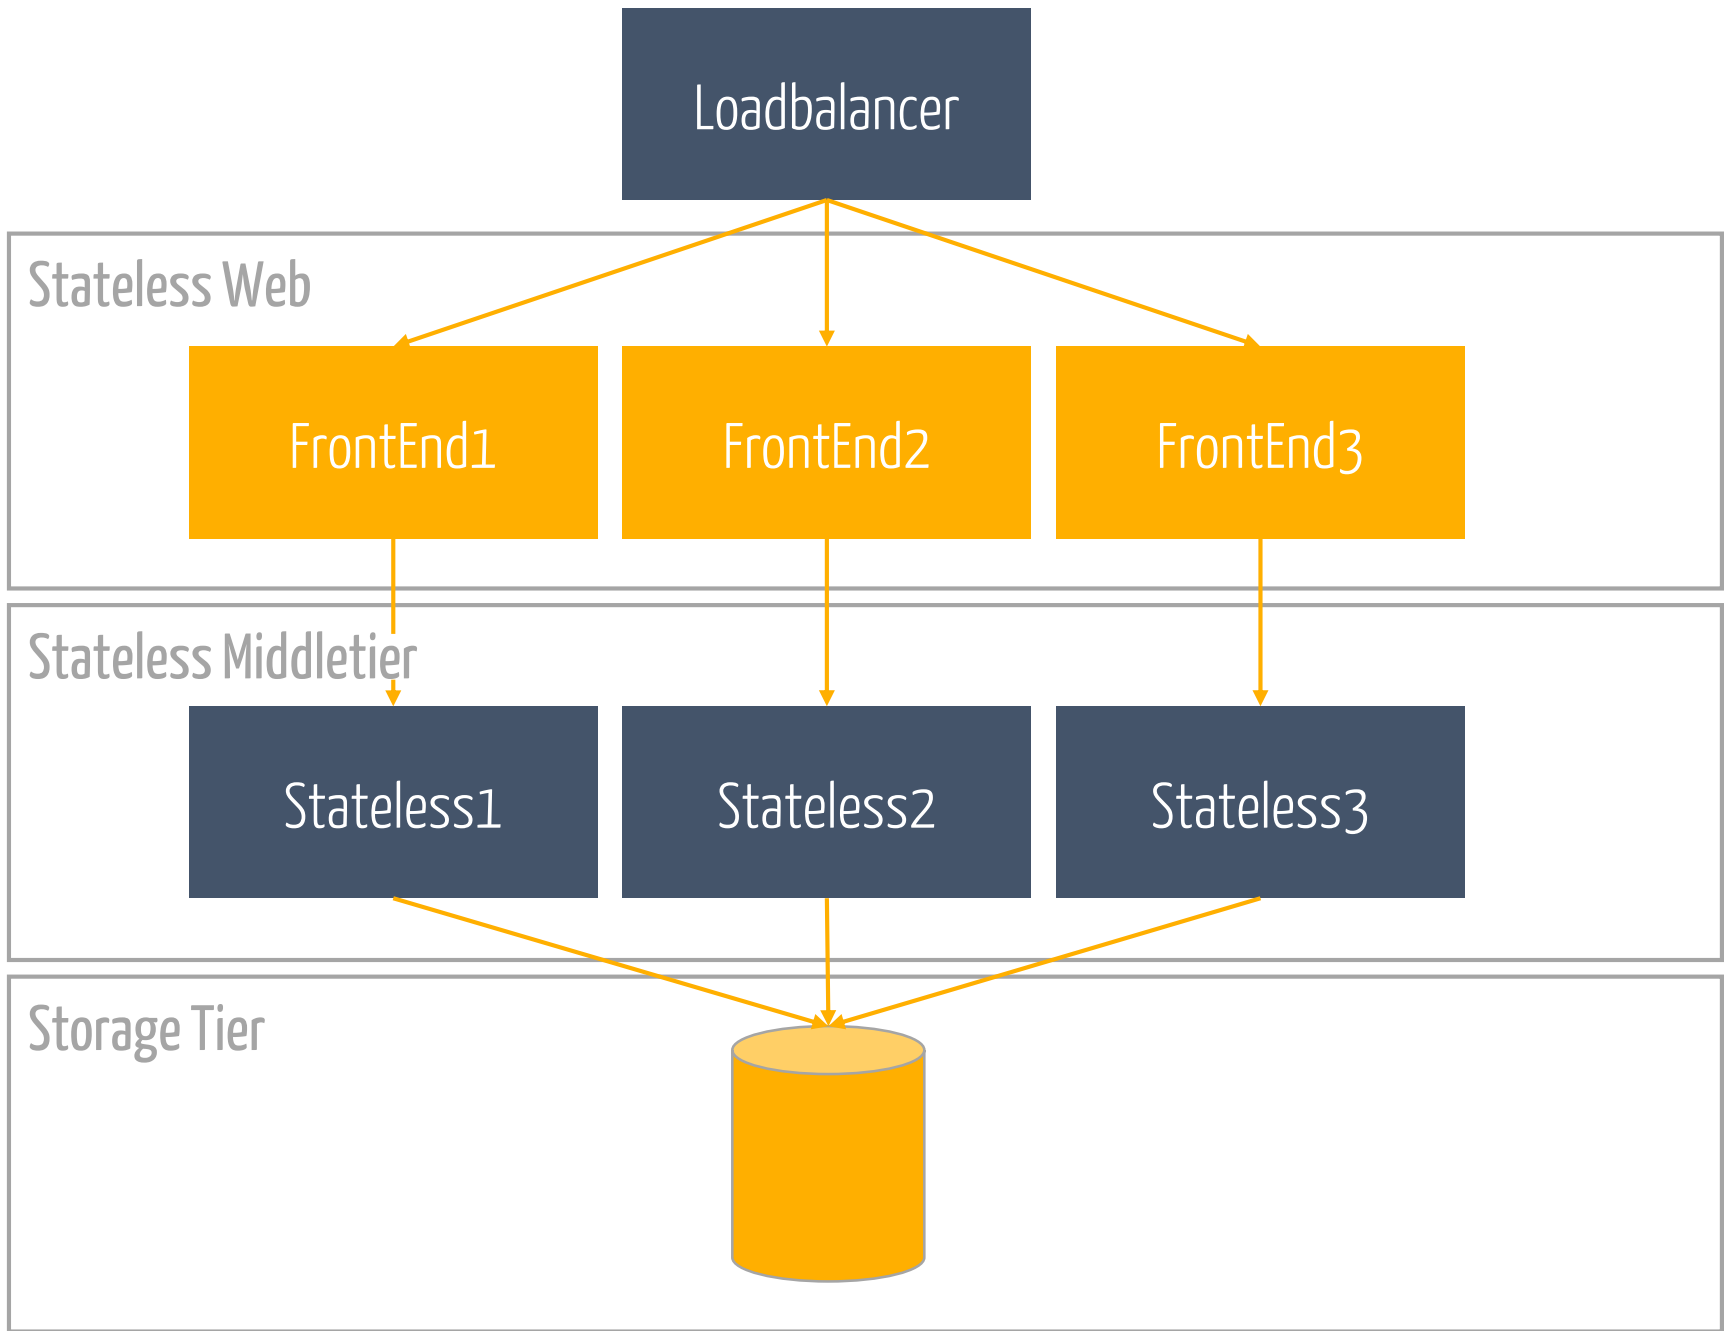 Loadbalancer
Stateless Web
FrontEnd1
FrontEnd2
FrontEnd3
Stateless Middletier
Stateless1
Stateless2
Stateless3
Storage Tier